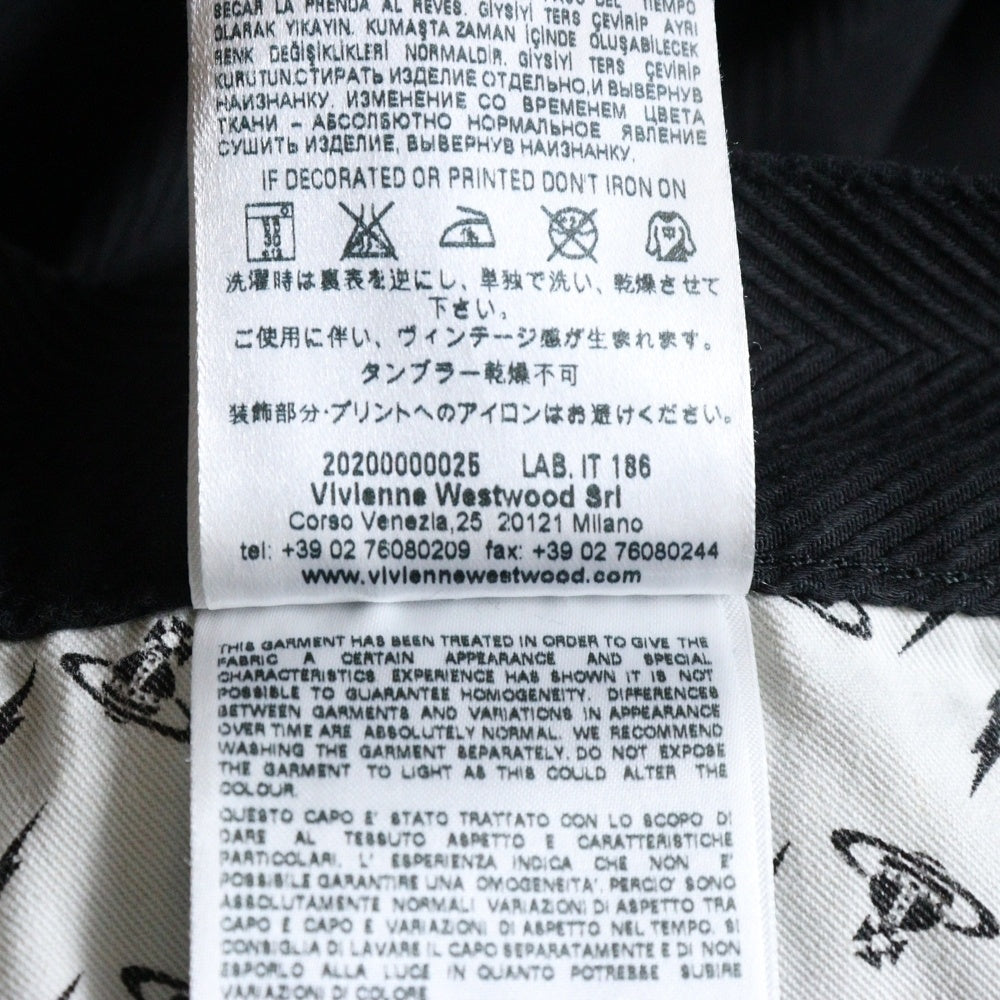 TIEMPO
SECAR LA PRENDA AL REVES. GİYSİYİ TERS ÇEVİRİP AYRI
OLARAK YIKAYIN. KUMAŞTA ZAMAN İÇİNDE OLUŞABİLECEK
RENK DEĞİŞİKLİKLERİ NORMALDIR. GİYSİYİ TERS ÇEVİRİP
KURUTUN.СТИРАТЬ ИЗДЕЛИЕ ОТДЕЛЬНО,И ВЫВЕРНУВ
НАИЗНАНКУ. ИЗМЕНЕНИЕ СО ВРЕМЕНЕМ ЦВЕТА
ТКАНИ – АБСОЛБЮТНО НОРМАЛЬНОЕ ЯВЛЕНИЕ
СУШИТЬ ИЗДЕЛИЕ, ВЫВЕРНУВ НАИЗНАНКУ.
IF DECORATED OR PRINTED DON'T IRON ON
洗濯時は裏表を逆にし、単独で洗い、乾燥させて
下さい。
ご使用に伴い、ヴィンテージ感が生まれます。
タンブラー乾燥不可
装飾部分・プリントへのアイロンはお避けください。
20200000025 LAB. IT 186
Vivienne Westwood Srl
Corso Venezia,25 20121 Milano
tel: +39 02 76080209 fax: +39 02 76080244
www.viviennewestwood.com
THIS GARMENT HAS BEEN TREATED IN ORDER TO GIVE THE
FABRIC A CERTAIN APPEARANCE AND SPECIAL
CHARACTERISTICS. EXPERIENCE HAS SHOWN IT IS NOT
POSSIBLE TO GUARANTEE HOMOGENEITY. DIFFERENCES
BETWEEN GARMENTS AND VARIATIONS IN APPEARANCE
OVER TIME ARE ABSOLUTELY NORMAL. WE RECOMMEND
WASHING THE GARMENT SEPARATELY. DO NOT EXPOSE
THE GARMENT TO LIGHT AS THIS COULD ALTER THE
COLOUR.
QUESTO CAPO E' STATO TRATTATO CON LO SCOPO DI
DARE AL TESSUTO ASPETTO E CARATTERISTICHE
PARTICOLARI. L' ESPERIENZA INDICA CHE NON E'
POSSIBILE GARANTIRE UNA OMOGENEITA'. PERCIO' SONO
ASSOLUTAMENTE NORMALI VARIAZIONI DI ASPETTO TRA
CAPO E CAPO E VARIAZIONI DI ASPETTO NEL TEMPO. SI
CONSIGLIA DI LAVARE IL CAPO SEPARATAMENTE E DI NON
ESPORLO ALLA LUCE IN QUANTO POTREBBE SUBIRE
VARIAZIONI DI COLORE